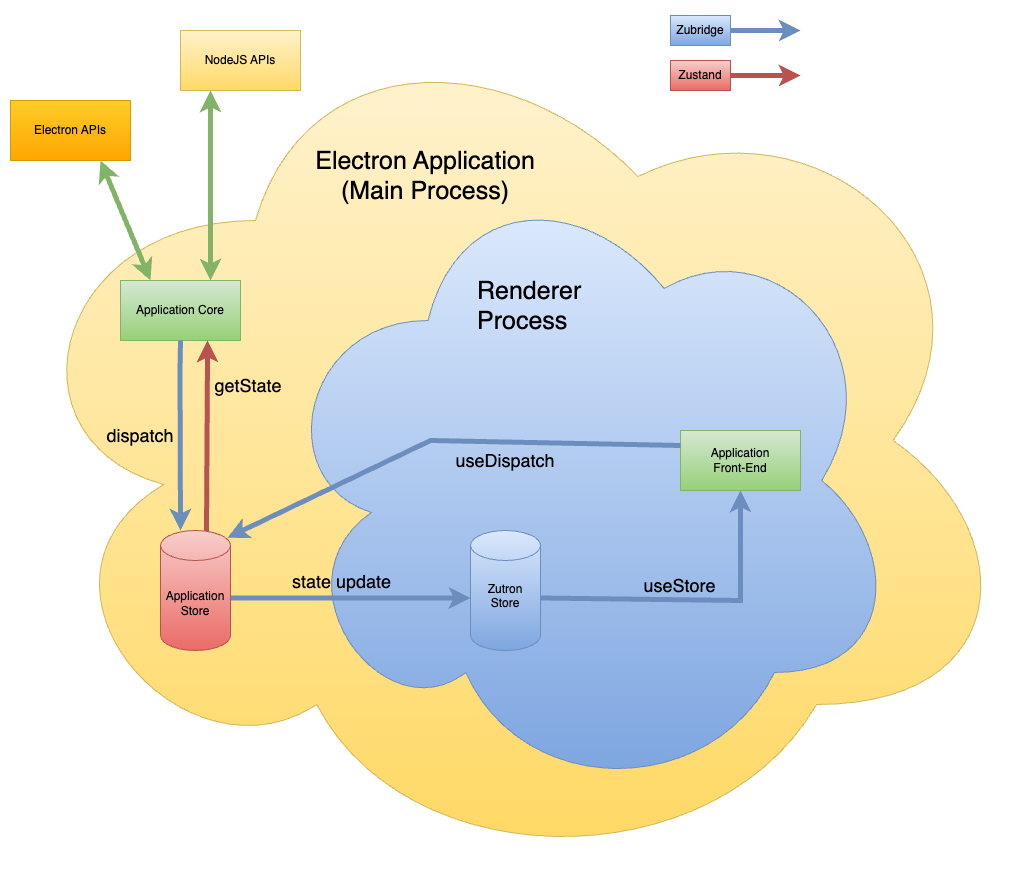 Zubridge
NodeJS APIs
Zustand
Electron APIs
Electron Application
(Main Process)
Renderer
Process
Application Core
getState
dispatch
useDispatch
Application
Front-End
state update
Application
Store
Zutron
Store
useStore